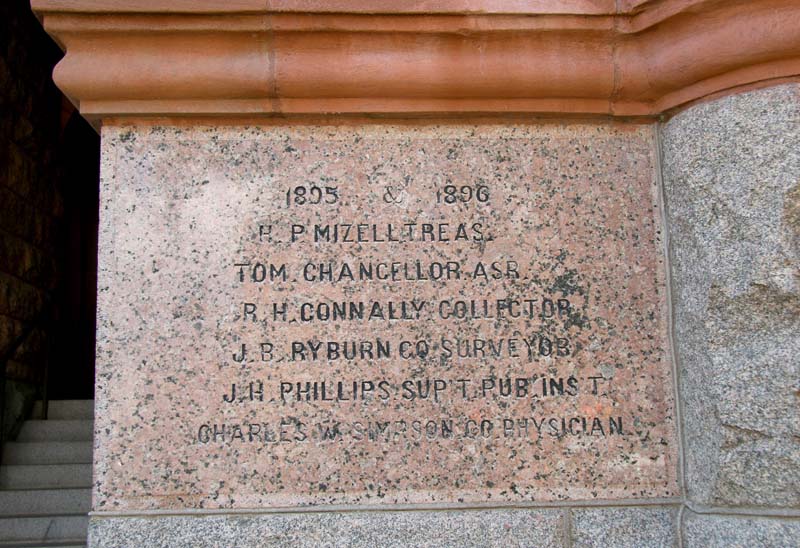 1895 & 1896
H. P. MIZELL TREAS.
TOM. CHANCELLOR. ASR.
R. H. CONNALLY COLLECTOR.
J. B. RYBURN CO. SURVEYOR.
J. H. PHILLIPS. SUP'T. PUB. INS'T.
CHARLES W. SIMPSON. CO. PHYSICIAN.